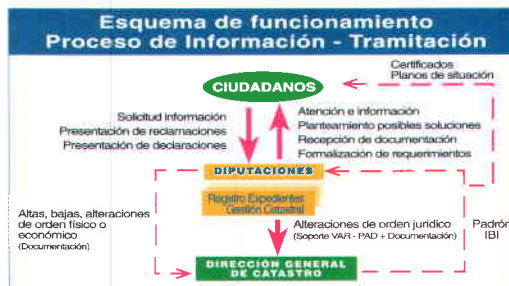 Esquema de funcionamiento
Proceso de Información - Tramitación
Certificados
Planos de situación
CIUDADANOS
Solicitud información
Presentación de reclamaciones
Presentación de declaraciones
Atención e información
Planteamiento posibles soluciones
Recepción de documentación
Formalización de requerimientos
DIPUTACIONES
Registro Expedientes
Gestión Catastral
Altas, bajas, alteraciones
de orden físico o
económico
(Documentación)
Alteraciones de orden jurídico
(Soporte VAR - PAD + Documentación)
Padrón
IBI
DIRECCIÓN GENERAL
DE CATASTRO